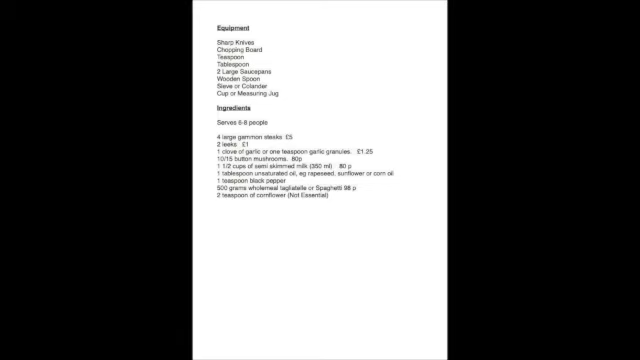 Equipment
Sharp Knives
Chopping Board
Teaspoon
Tablespoon
2 Large Saucepans
Wooden Spoon
Sieve or Colander
Cup or Measuring Jug
Ingredients
Serves 6-8 people
4 large gammon steaks £5
2 leeks £1
1 clove of garlic or one teaspoon garlic granules. £1.25
10/15 button mushrooms. 80p
1 1/2 cups of semi skimmed milk (350 ml) 80 p
1 tablespoon unsaturated oil, eg rapeseed, sunflower or corn oil
1 teaspoon black pepper
500 grams wholemeal tagliatelle or Spaghetti 98 p
2 teaspoon of cornflower (Not Essential)